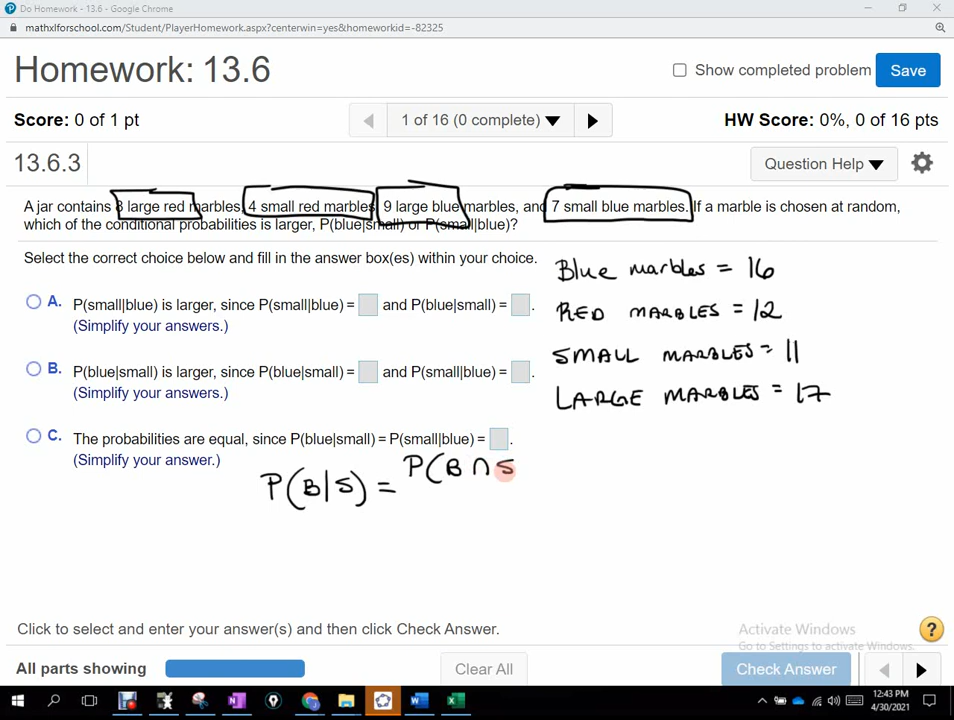 Do Homework - 13.6 - Google Chrome
mathxlforschool.com/Student/PlayerHomework.aspx?centerwin=yes&homeworkid=-82325
Homework: 13.6
Show completed problem
Save
Score: 0 of 1 pt
1 of 16 (0 complete)
HW Score: 0%, 0 of 16 pts
13.6.3
Question Help
A jar contains 8 large red marbles, 4 small red marbles, 9 large blue marbles, and 7 small blue marbles. If a marble is chosen at random,
which of the conditional probabilities is larger, P(blue|small) or P(small|blue)?
Select the correct choice below and fill in the answer box(es) within your choice.
Blue marbles = 16
A. P(small|blue) is larger, since P(small|blue) = and P(blue|small) = .
(Simplify your answers.)
RED MARBLES = 12
SMALL MARBLES = 11
B. P(blue|small) is larger, since P(blue|small) = and P(small|blue) = .
(Simplify your answers.)
LARGE MARBLES = 17
C. The probabilities are equal, since P(blue|small) = P(small|blue) = .
(Simplify your answer.)
P(B|S) = P(B ∩ S
Click to select and enter your answer(s) and then click Check Answer.
Activate Windows
Go to Settings to activate Windows.
?
All parts showing
Clear All
Check Answer
12:43 PM
4/30/2021